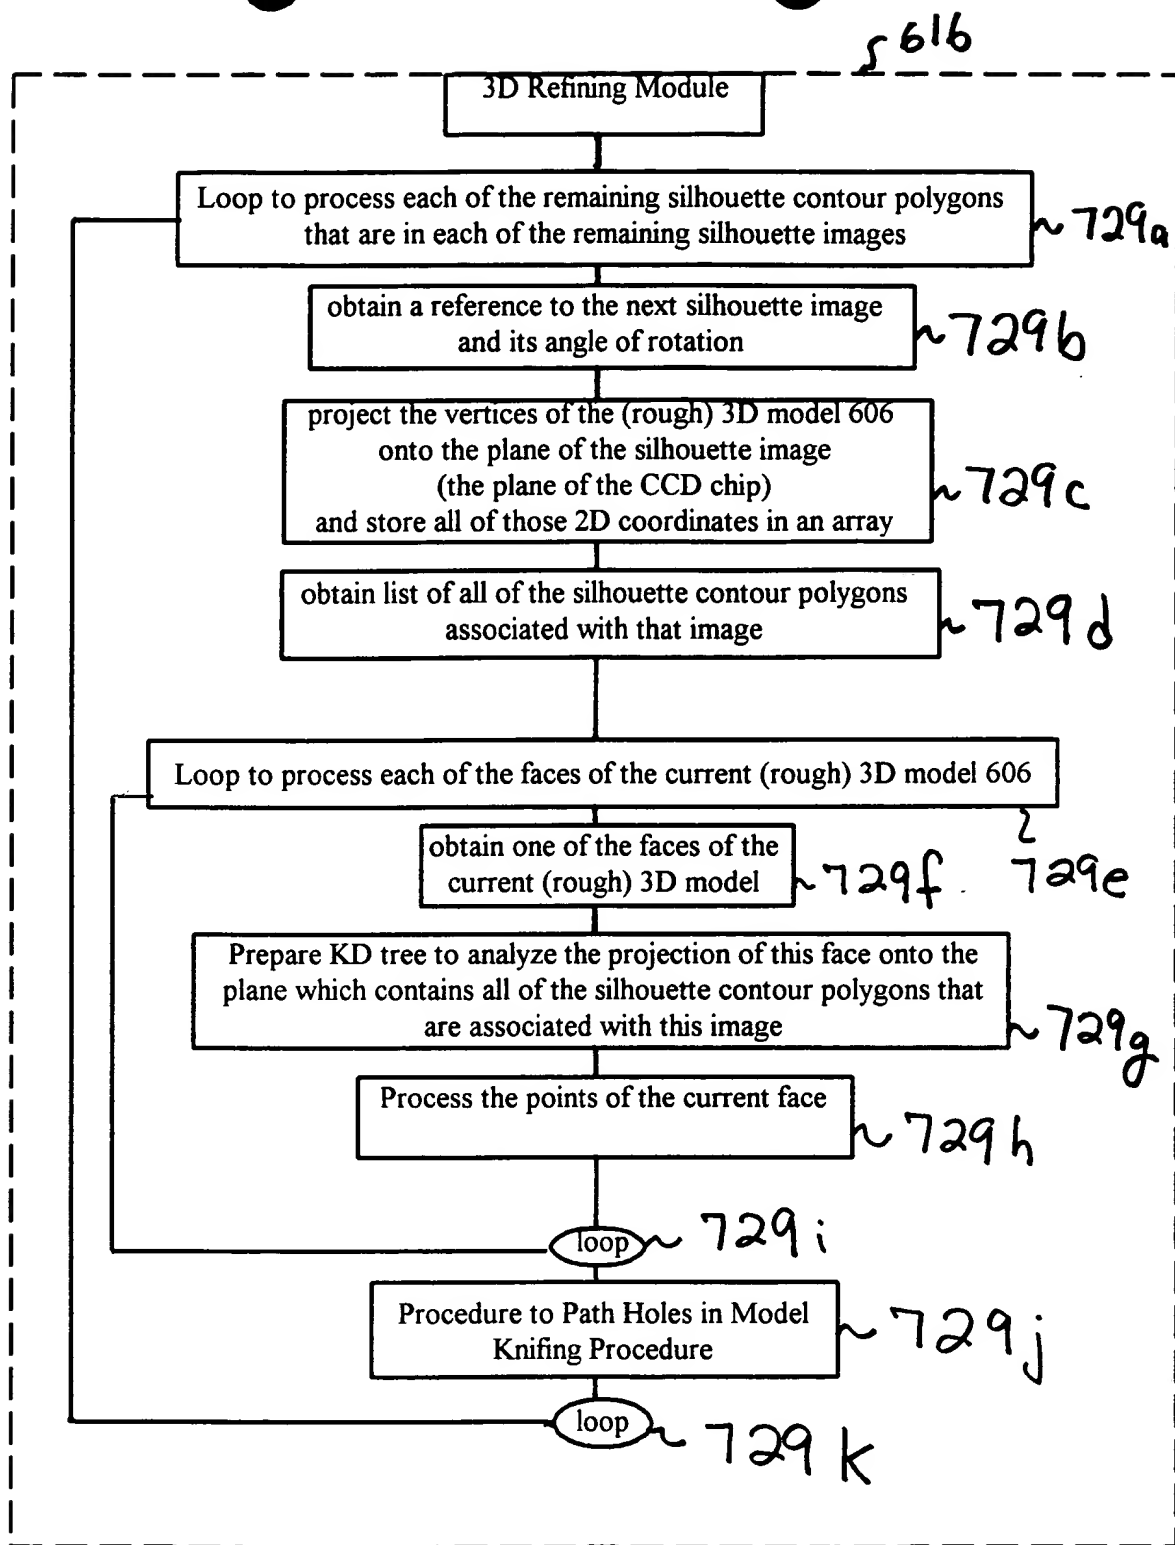 616
3D Refining Module
Loop to process each of the remaining silhouette contour polygons
that are in each of the remaining silhouette images
729a
obtain a reference to the next silhouette image
and its angle of rotation
729b
project the vertices of the (rough) 3D model 606
onto the plane of the silhouette image
(the plane of the CCD chip)
and store all of those 2D coordinates in an array
729c
obtain list of all of the silhouette contour polygons
associated with that image
729d
Loop to process each of the faces of the current (rough) 3D model 606
729e
obtain one of the faces of the
current (rough) 3D model
729f.
Prepare KD tree to analyze the projection of this face onto the
plane which contains all of the silhouette contour polygons that
are associated with this image
729g
Process the points of the current face
729h
loop
729i
Procedure to Path Holes in Model
Knifing Procedure
729j
loop
729k